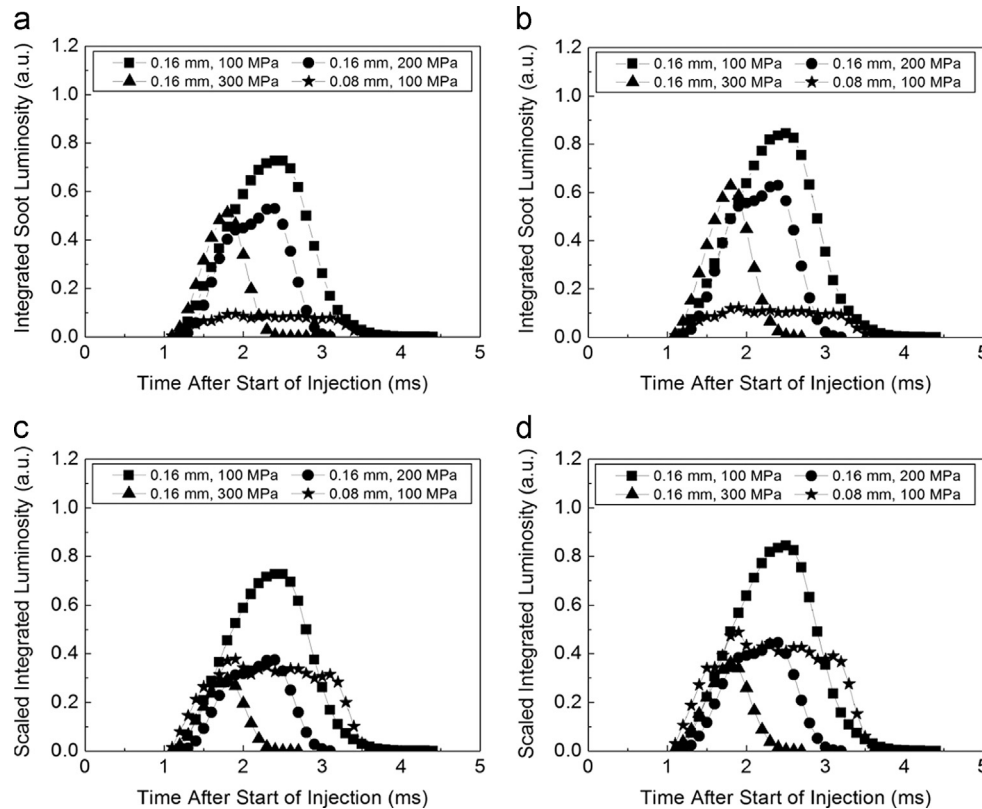 a
1.2
1.0
0.8
0.6
0.4
0.2
0.0
0 1 2 3 4 5
Integrated Soot Luminosity (a.u.)
Time After Start of Injection (ms)
0.16 mm, 100 MPa 0.16 mm, 200 MPa
0.16 mm, 300 MPa 0.08 mm, 100 MPa
b
1.2
1.0
0.8
0.6
0.4
0.2
0.0
0 1 2 3 4 5
Integrated Soot Luminosity (a.u.)
Time After Start of Injection (ms)
0.16 mm, 100 MPa 0.16 mm, 200 MPa
0.16 mm, 300 MPa 0.08 mm, 100 MPa
c
1.2
1.0
0.8
0.6
0.4
0.2
0.0
0 1 2 3 4 5
Scaled Integrated Luminosity (a.u.)
Time After Start of Injection (ms)
0.16 mm, 100 MPa 0.16 mm, 200 MPa
0.16 mm, 300 MPa 0.08 mm, 100 MPa
d
1.2
1.0
0.8
0.6
0.4
0.2
0.0
0 1 2 3 4 5
Scaled Integrated Luminosity (a.u.)
Time After Start of Injection (ms)
0.16 mm, 100 MPa 0.16 mm, 200 MPa
0.16 mm, 300 MPa 0.08 mm, 100 MPa